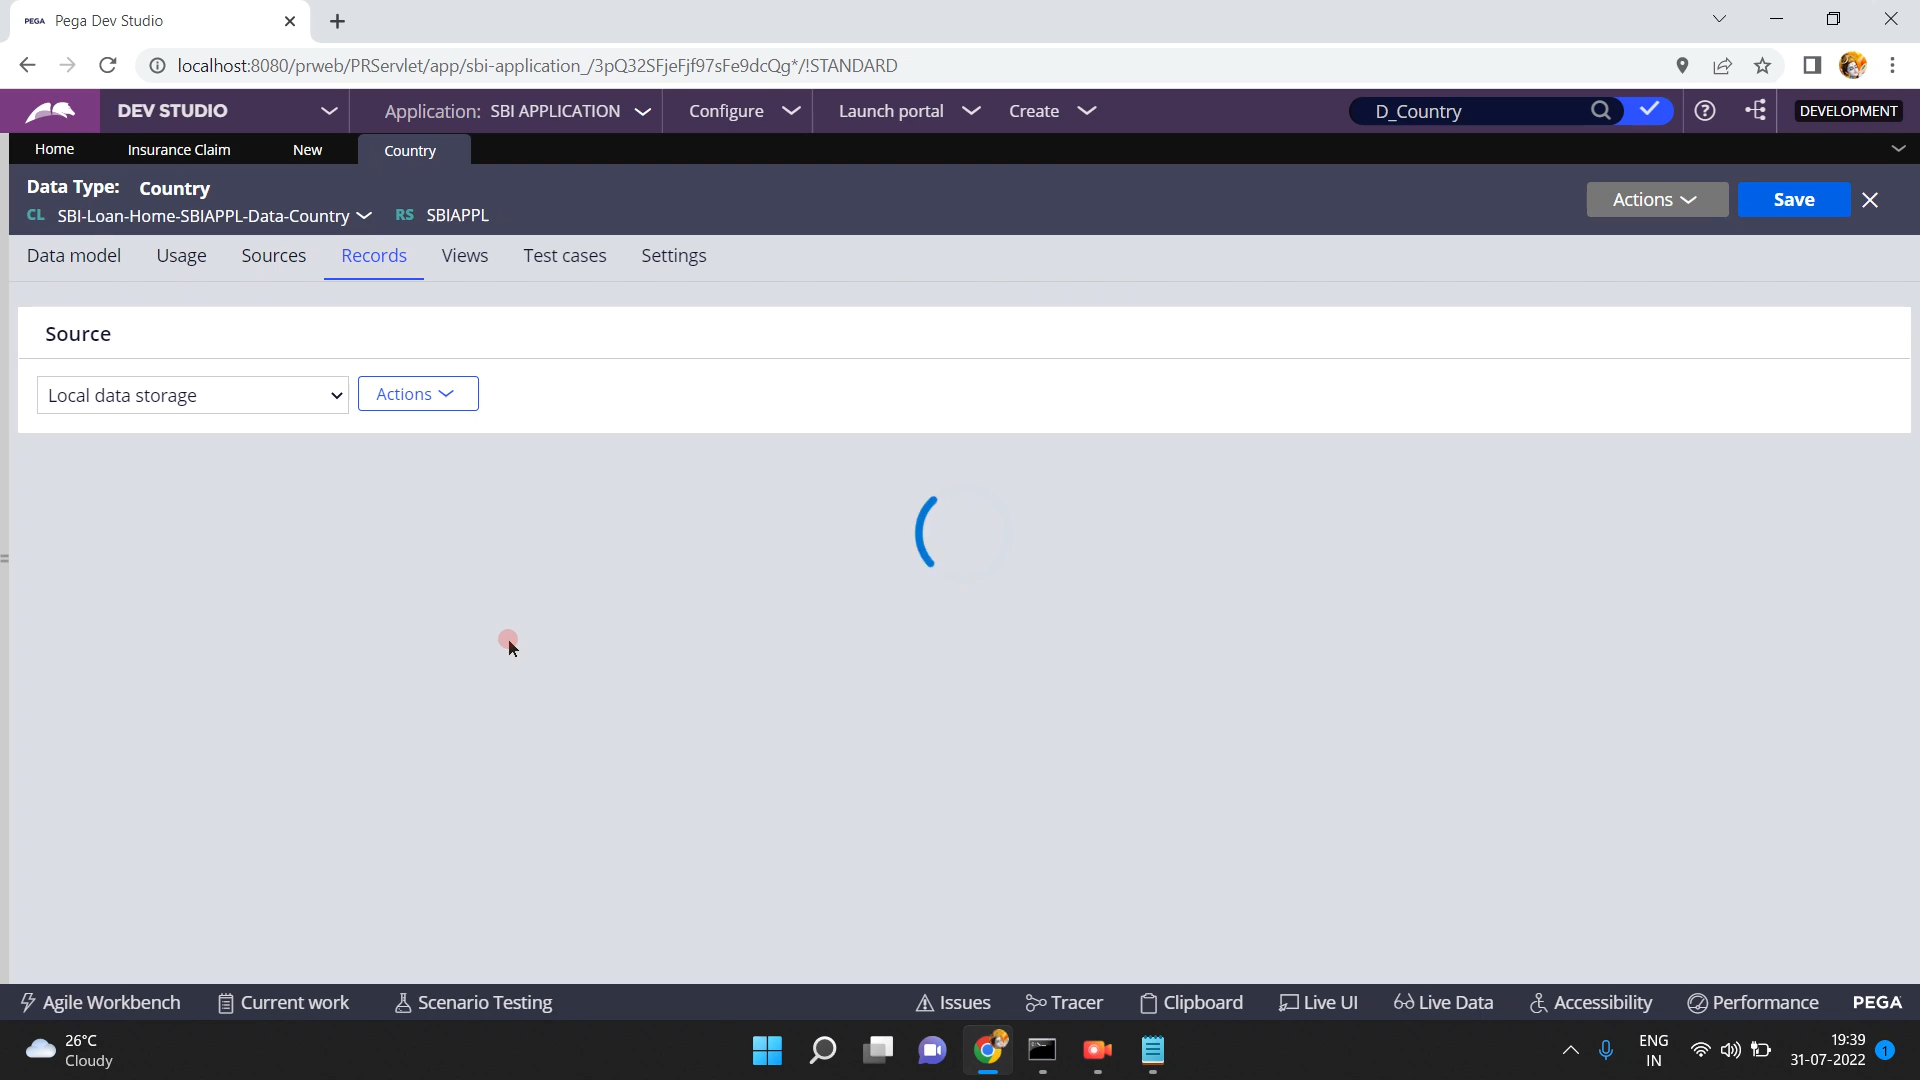 PEGA Pega Dev Studio
localhost:8080/prweb/PRServlet/app/sbi-application_/3pQ32SFjeFjf97sFe9dcQg*/!STANDARD
DEV STUDIO Application: SBI APPLICATION Configure Launch portal Create D_Country DEVELOPMENT
Home Insurance Claim New Country
Data Type: Country
CL SBI-Loan-Home-SBIAPPL-Data-Country RS SBIAPPL
Actions Save
Data model Usage Sources Records Views Test cases Settings
Source
Local data storage Actions
Agile Workbench Current work Scenario Testing Issues Tracer Clipboard Live UI Live Data Accessibility Performance PEGA
26°C
Cloudy
ENG
IN
19:39
31-07-2022 1